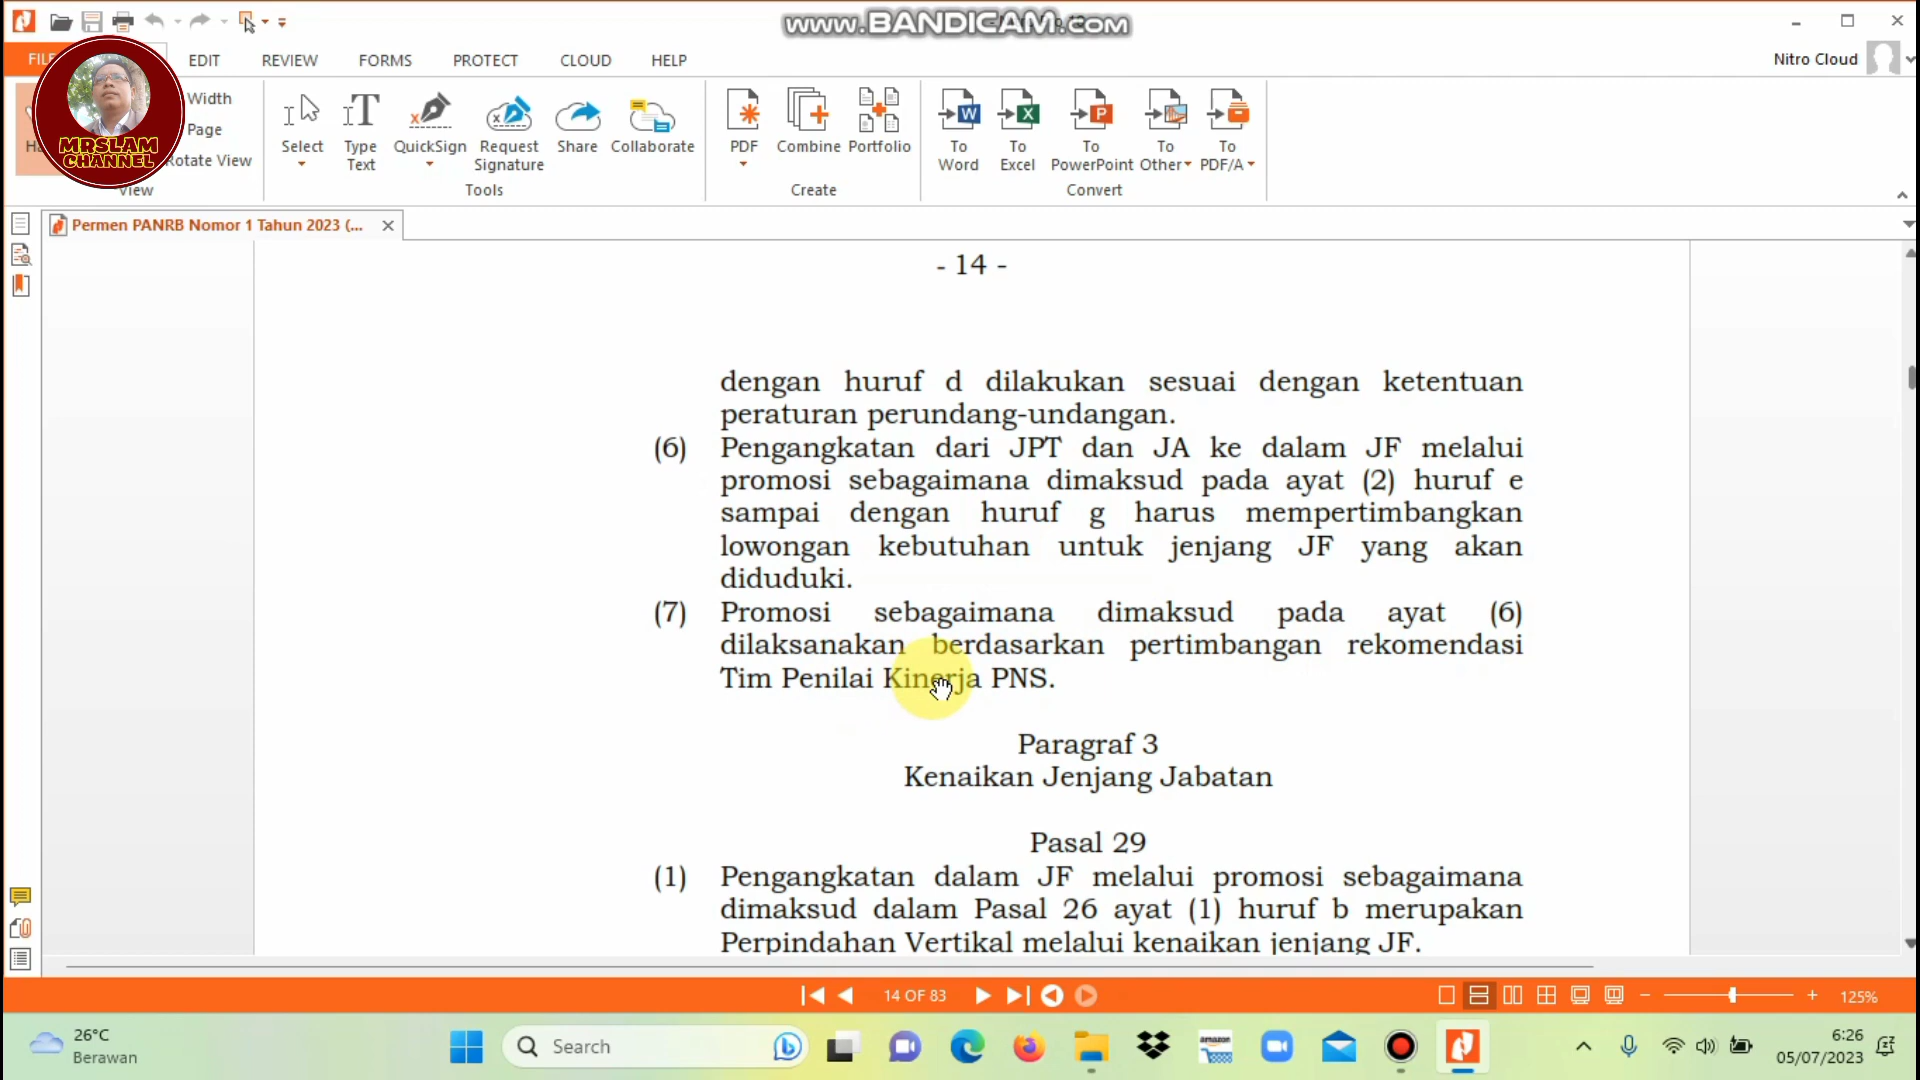 www.BANDICAM.com
FILE
EDIT
REVIEW
FORMS
PROTECT
CLOUD
HELP
Nitro Cloud
Width
Page
Rotate View
View
MRSLAM
CHANNEL
Select
Type
Text
QuickSign
Request
Signature
Share
Collaborate
Tools
PDF
Combine
Portfolio
Create
To
Word
To
Excel
To
PowerPoint
To
Other
To
PDF/A
Convert
Permen PANRB Nomor 1 Tahun 2023 (...
- 14 -
dengan huruf d dilakukan sesuai dengan ketentuan
peraturan perundang-undangan.
(6) Pengangkatan dari JPT dan JA ke dalam JF melalui
promosi sebagaimana dimaksud pada ayat (2) huruf e
sampai dengan huruf g harus mempertimbangkan
lowongan kebutuhan untuk jenjang JF yang akan
diduduki.
(7) Promosi sebagaimana dimaksud pada ayat (6)
dilaksanakan berdasarkan pertimbangan rekomendasi
Tim Penilai Kinerja PNS.
Paragraf 3
Kenaikan Jenjang Jabatan
Pasal 29
(1) Pengangkatan dalam JF melalui promosi sebagaimana
dimaksud dalam Pasal 26 ayat (1) huruf b merupakan
Perpindahan Vertikal melalui kenaikan jenjang JF.
14 OF 83
125%
26°C
Berawan
Search
amazon
6:26
05/07/2023